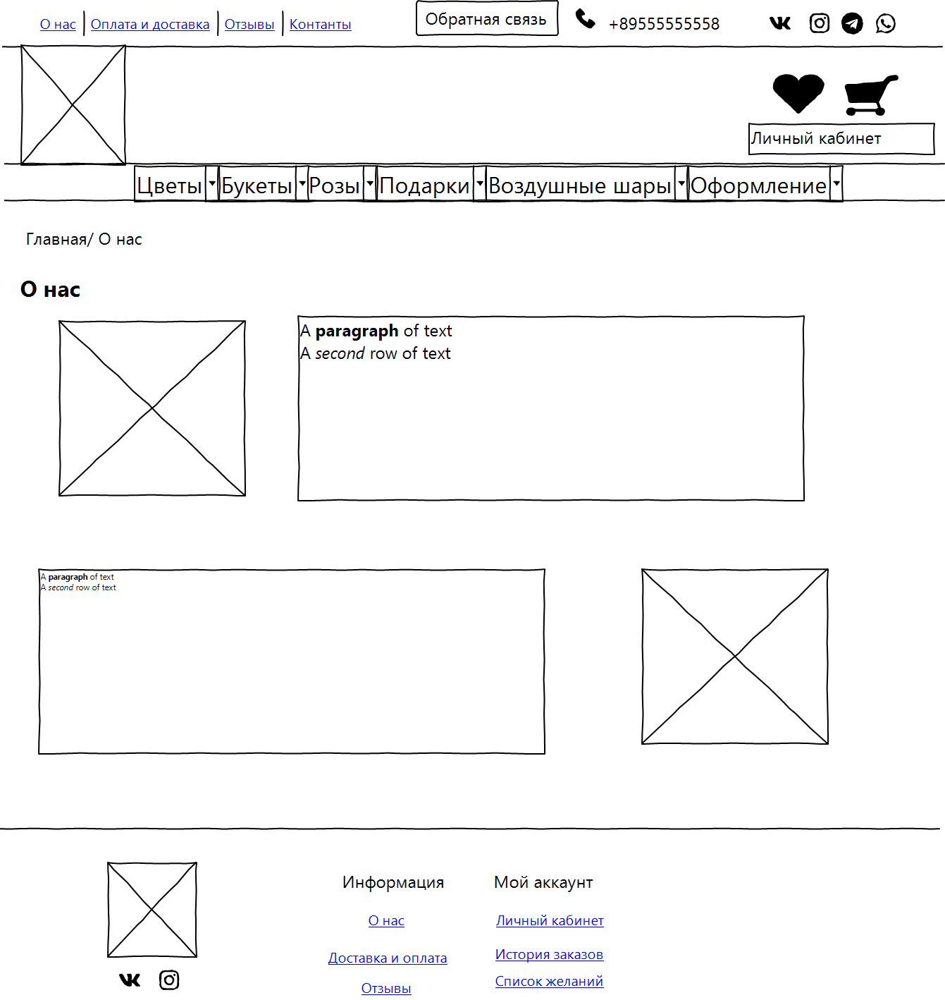 О нас Оплата и доставка Отзывы Контанты Обратная связь +89555555558
Личный кабинет
Цветы Букеты Розы Подарки Воздушные шары Оформление
Главная/ О нас
О нас
A paragraph of text
A second row of text
A paragraph of text
A second row of text
Информация Мой аккаунт
О нас Личный кабинет
Доставка и оплата История заказов
Отзывы Список желаний